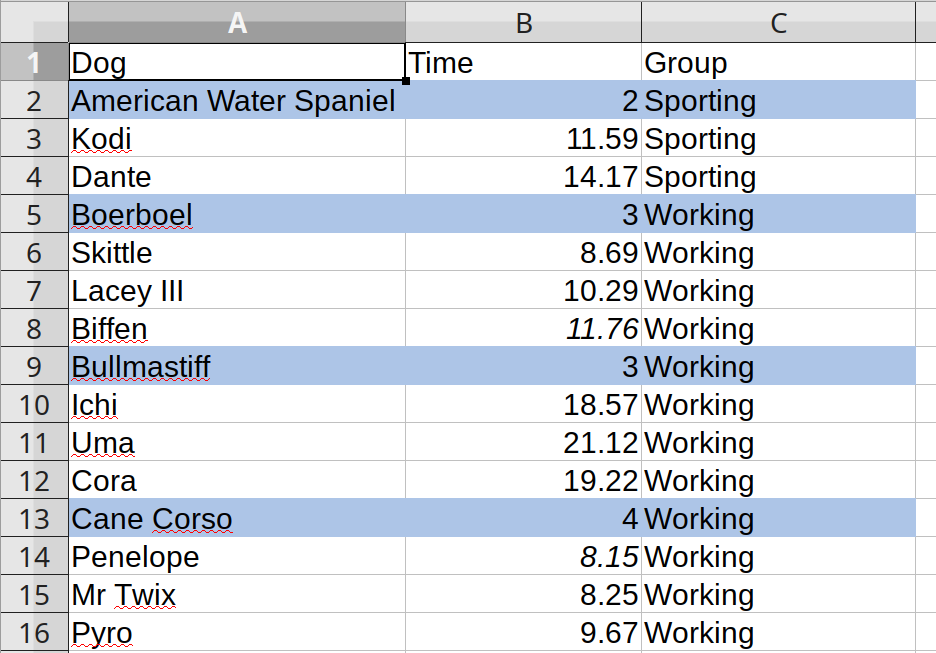 A B C
1 Dog Time Group
2 American Water Spaniel 2 Sporting
3 Kodi 11.59 Sporting
4 Dante 14.17 Sporting
5 Boerboel 3 Working
6 Skittle 8.69 Working
7 Lacey III 10.29 Working
8 Biffen 11.76 Working
9 Bullmastiff 3 Working
10 Ichi 18.57 Working
11 Uma 21.12 Working
12 Cora 19.22 Working
13 Cane Corso 4 Working
14 Penelope 8.15 Working
15 Mr Twix 8.25 Working
16 Pyro 9.67 Working